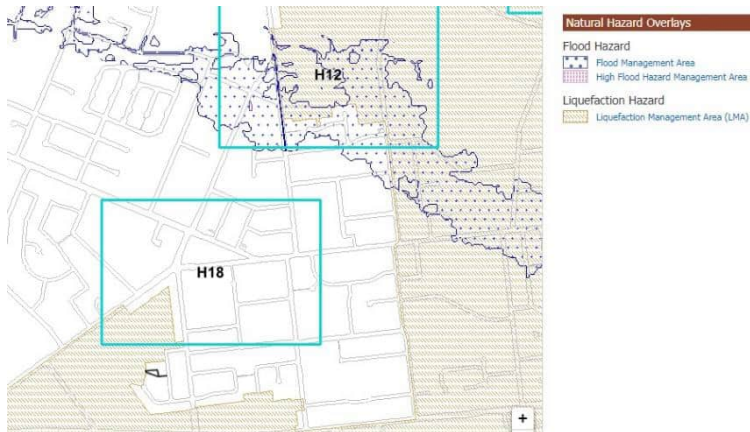 H12
H18
+
Natural Hazard Overlays
Flood Hazard
Flood Management Area
High Flood Hazard Management Area
Liquefaction Hazard
Liquefaction Management Area (LMA)